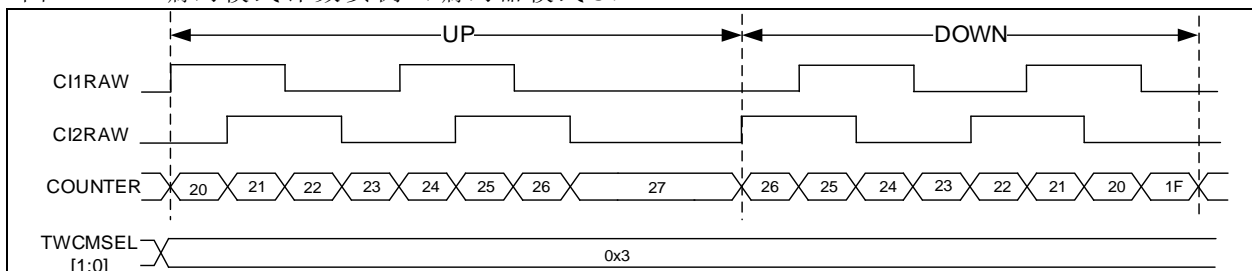 UP DOWN
CI1RAW
CI2RAW
COUNTER 20 21 22 23 24 25 26 27 26 25 24 23 22 21 20 1F
TWCMSEL
[1:0] 0x3